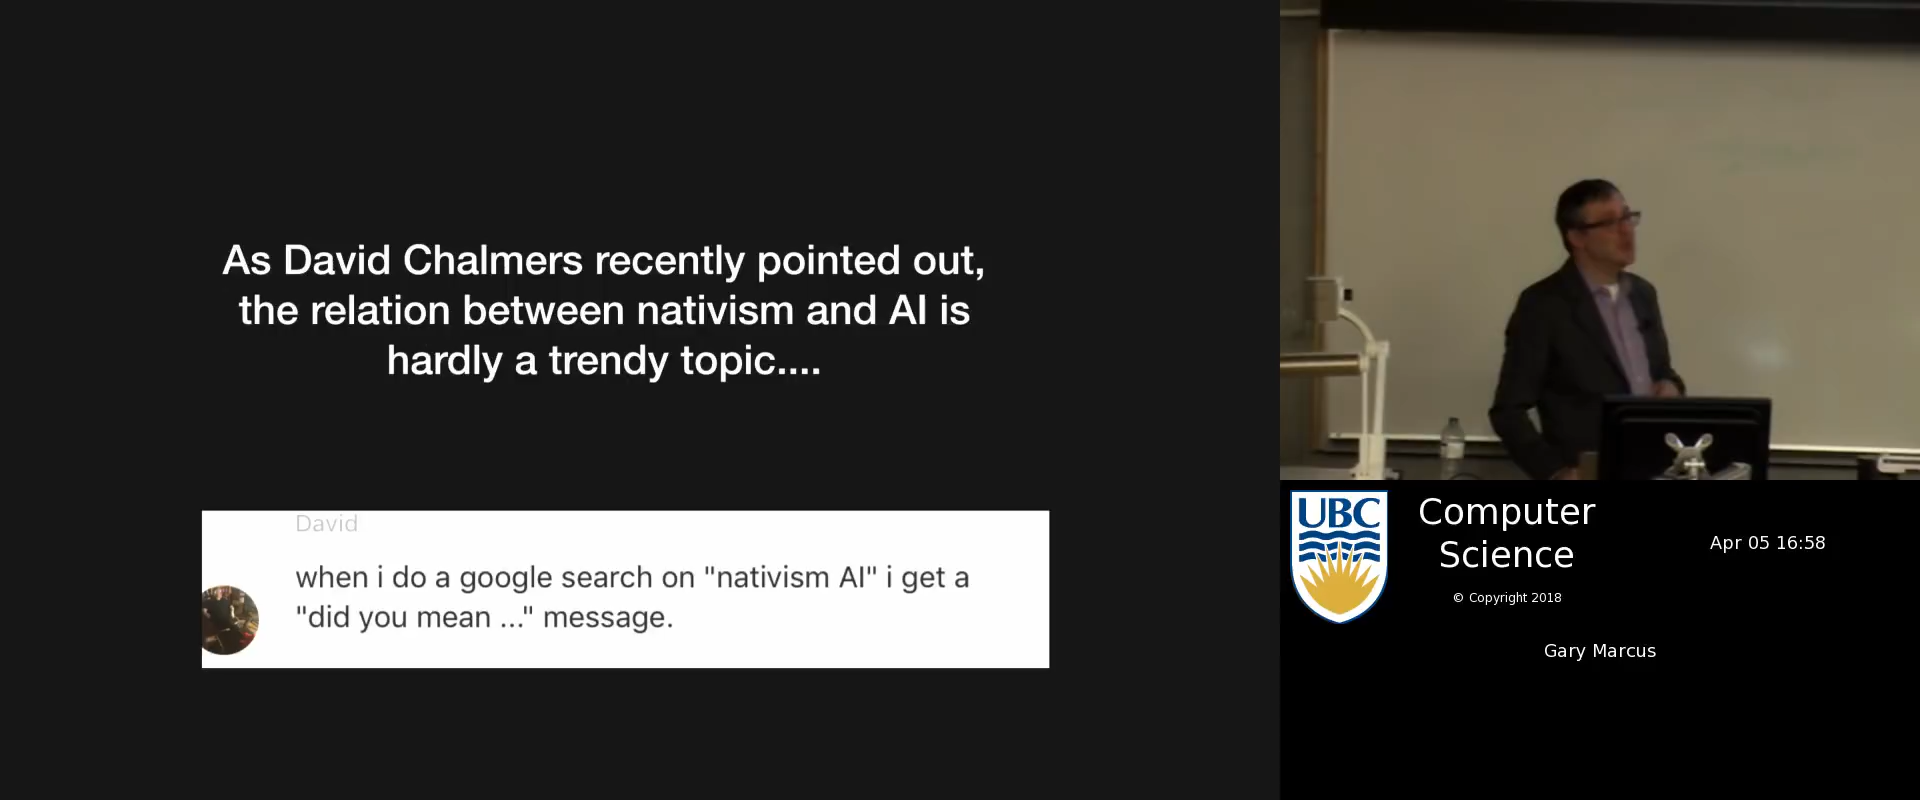 As David Chalmers recently pointed out,
the relation between nativism and AI is
hardly a trendy topic....
David
when i do a google search on "nativism AI" i get a
"did you mean ..." message.
UBC
Computer
Science
Apr 05 16:58
© Copyright 2018
Gary Marcus